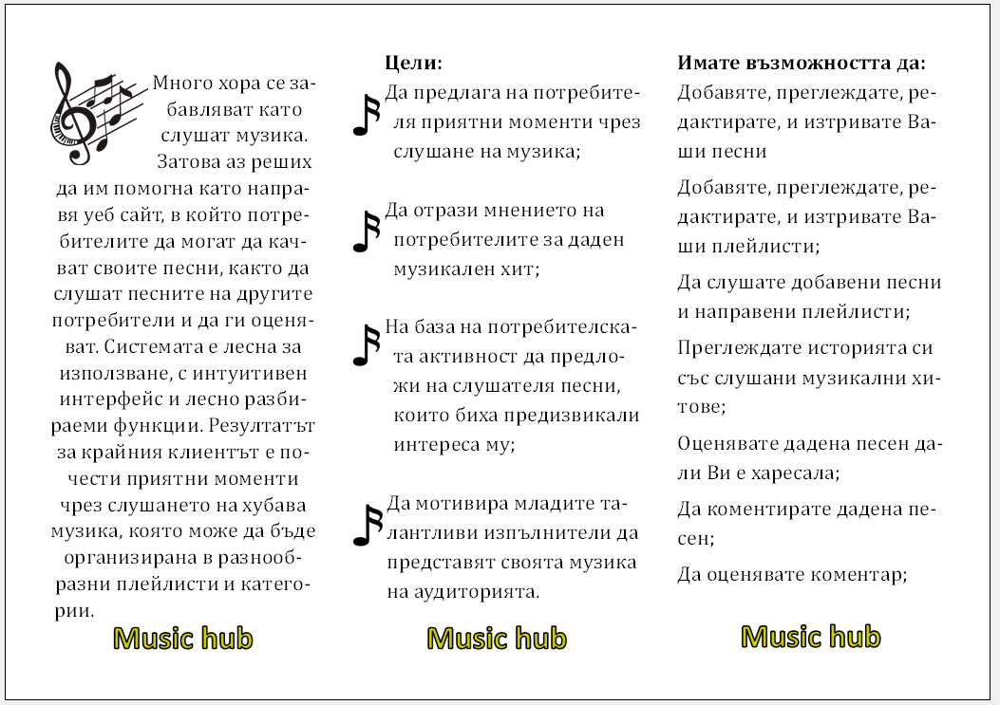 Много хора се за-
бавляват като
слушат музика.
Затова аз реших
да им помогна като напра-
вя уеб сайт, в който потре-
бителите да могат да кач-
ват своите песни, както да
слушат песните на другите
потребители и да ги оценя-
ват. Системата е лесна за
използване, с интуитивен
интерфейс и лесно разби-
раеми функции. Резултатът
за крайния клиентът е по-
чести приятни моменти
чрез слушането на хубава
музика, която може да бъде
организирана в разнооб-
разни плейлисти и катего-
рии.
Music hub
Цели:
Да предлага на потребите-
ля приятни моменти чрез
слушане на музика;
Да отрази мнението на
потребителите за даден
музикален хит;
На база на потребителска-
та активност да предло-
жи на слушателя песни,
които биха предизвикали
интереса му;
Да мотивира младите та-
лантливи изпълнители да
представят своята музика
на аудиторията.
Music hub
Имате възможността да:
Добавяте, преглеждате, ре-
дактирате, и изтривате Ва-
ши песни
Добавяте, преглеждате, ре-
дактирате, и изтривате Ва-
ши плейлисти;
Да слушате добавени песни
и направени плейлисти;
Преглеждате историята си
със слушани музикални хи-
тове;
Оценявате дадена песен да-
ли Ви е харесала;
Да коментирате дадена пе-
сен;
Да оценявате коментар;
Music hub